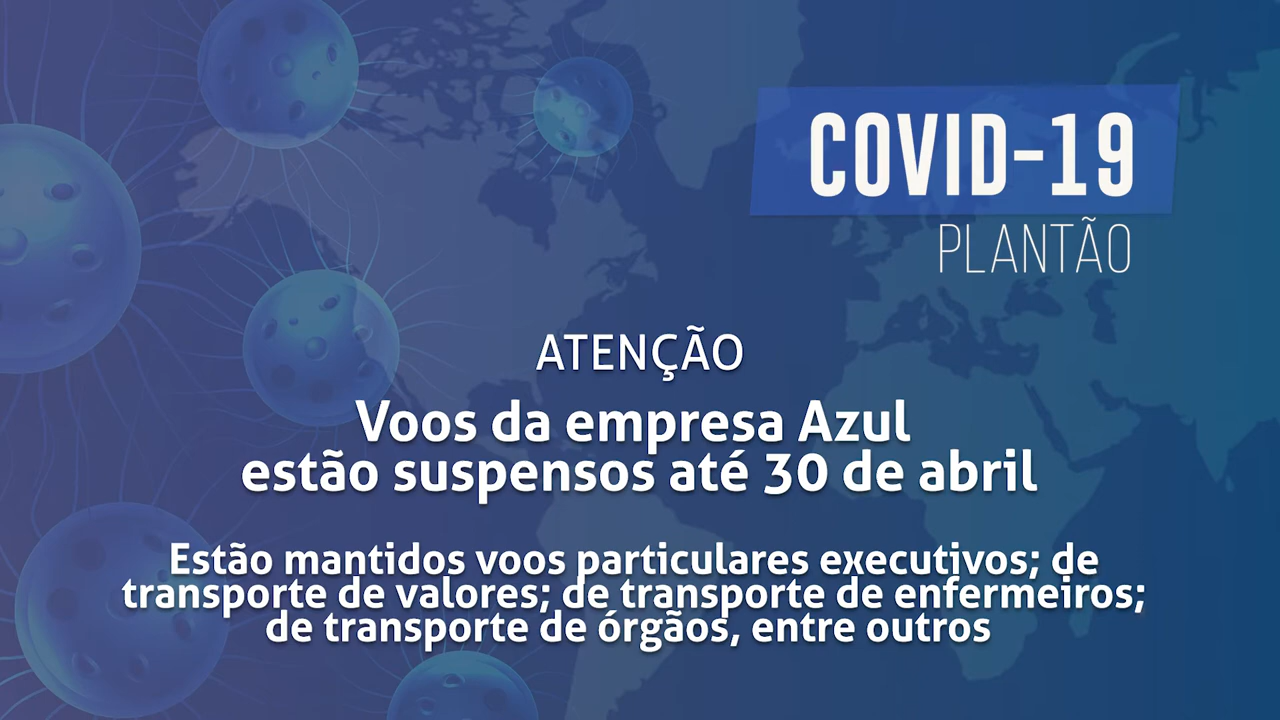 COVID-19
PLANTÃO
ATENÇÃO
Voos da empresa Azul
estão suspensos até 30 de abril
Estão mantidos voos particulares executivos; de
transporte de valores; de transporte de enfermeiros;
de transporte de órgãos, entre outros